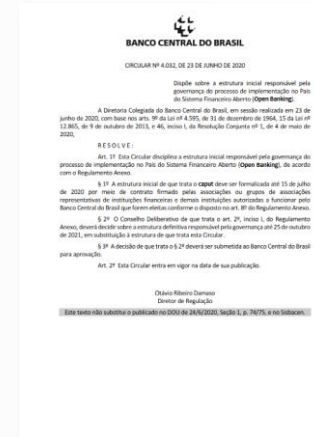 BANCO CENTRAL DO BRASIL
CIRCULAR Nº 4.032, DE 23 DE JUNHO DE 2020
Dispõe sobre a estrutura inicial responsável pela
governança do processo de implementação no País
do Sistema Financeiro Aberto (Open Banking).
A Diretoria Colegiada do Banco Central do Brasil, em sessão realizada em 23 de
junho de 2020, com base nos arts. 9º da Lei nº 4.595, de 31 de dezembro de 1964, 15 da Lei nº
12.865, de 9 de outubro de 2013, e 46, inciso I, da Resolução Conjunta nº 1, de 4 de maio de
2020,
R E S O L V E :
Art. 1º Esta Circular disciplina a estrutura inicial responsável pela governança do
processo de implementação no País do Sistema Financeiro Aberto (Open Banking), de acordo
com o Regulamento Anexo.
§ 1º A estrutura inicial de que trata o caput deve ser formalizada até 15 de julho
de 2020 por meio de contrato firmado pelas associações ou grupos de associações
representativas de instituições financeiras e demais instituições autorizadas a funcionar pelo
Banco Central do Brasil que forem eleitas conforme o disposto no art. 8º do Regulamento Anexo.
§ 2º O Conselho Deliberativo de que trata o art. 2º, inciso I, do Regulamento
Anexo, deverá decidir sobre a estrutura definitiva responsável pela governança até 25 de outubro
de 2021, em substituição à estrutura de que trata esta Circular.
§ 3º A decisão de que trata o § 2º deverá ser submetida ao Banco Central do Brasil
para aprovação.
Art. 2º Esta Circular entra em vigor na data de sua publicação.
Otávio Ribeiro Damaso
Diretor de Regulação
Este texto não substitui o publicado no DOU de 24/6/2020, Seção 1, p. 74/75, e no Sisbacen.